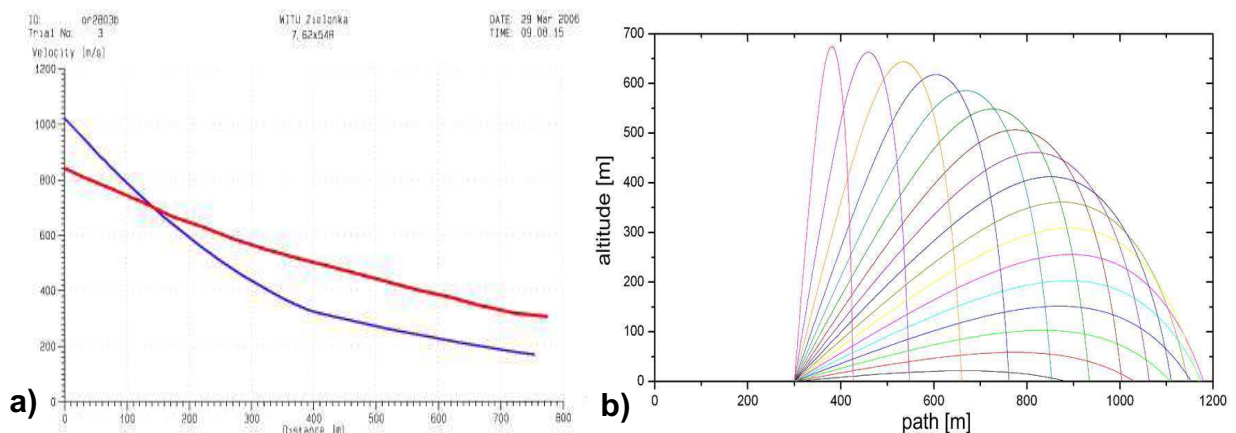 ID: or2803b WITU Zielonka DATE: 29 Mar 2006
Trial No: 3 7,62x54R TIME: 09.00.15
Velocity [m/s]
1200
1000
800
600
400
200
0
0 100 200 300 400 500 600 700 800
Distance [m]
a)
700
600
500
400
300
200
100
0
altitude [m]
0 200 400 600 800 1000 1200
path [m]
b)